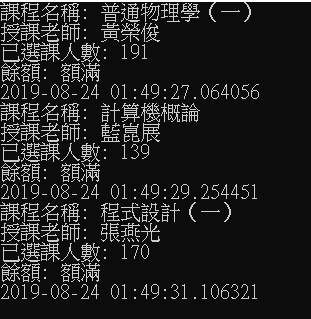 課程名稱: 普通物理學（一）
授課老師: 黃榮俊
已選課人數: 191
餘額: 額滿
2019-08-24 01:49:27.064056
課程名稱: 計算機概論
授課老師: 藍崑展
已選課人數: 139
餘額: 額滿
2019-08-24 01:49:29.254451
課程名稱: 程式設計（一）
授課老師: 張燕光
已選課人數: 170
餘額: 額滿
2019-08-24 01:49:31.106321